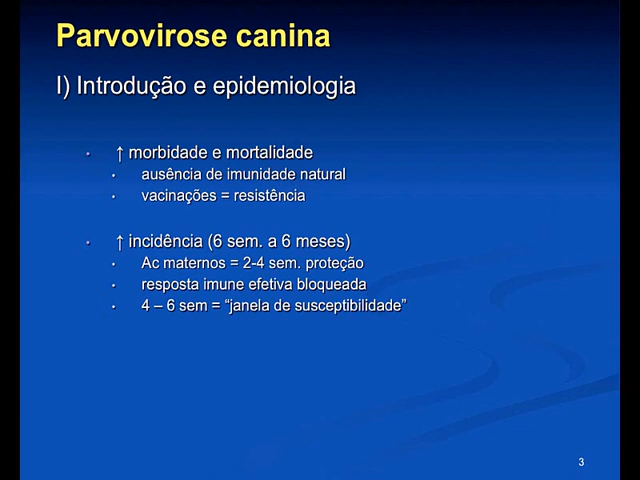 Parvovirose canina
I) Introdução e epidemiologia
• ↑ morbidade e mortalidade
• ausência de imunidade natural
• vacinações = resistência
• ↑ incidência (6 sem. a 6 meses)
• Ac maternos = 2-4 sem. proteção
• resposta imune efetiva bloqueada
• 4 – 6 sem = “janela de susceptibilidade”
3